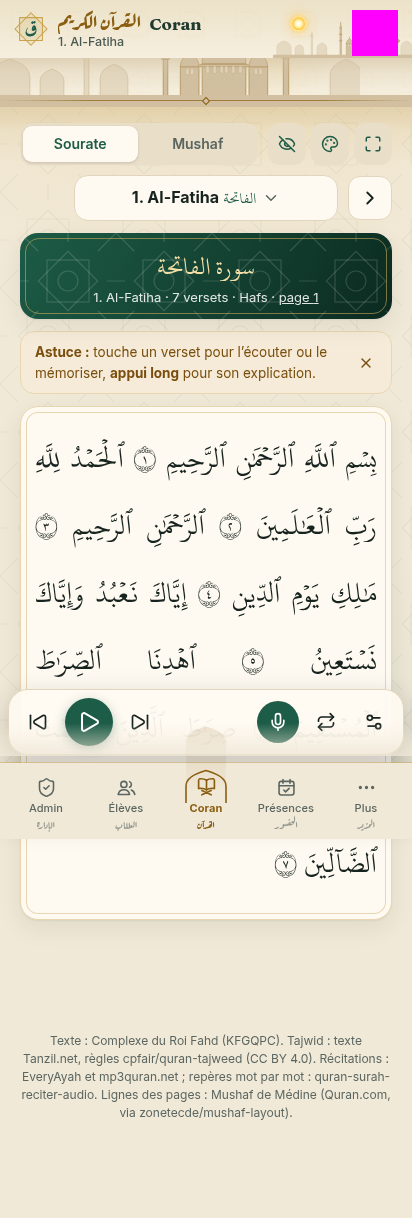 ق القرآن الكريم Coran
1. Al-Fatiha
Sourate Mushaf
1. Al-Fatiha الفاتحة
سورة الفاتحة
1. Al-Fatiha · 7 versets · Hafs · page 1
Astuce : touche un verset pour l’écouter ou le
mémoriser, appui long pour son explication.
بِسْمِ ٱللَّهِ ٱلرَّحْمَٰنِ ٱلرَّحِيمِ ١ ٱلْحَمْدُ لِلَّهِ
رَبِّ ٱلْعَٰلَمِينَ ٢ ٱلرَّحْمَٰنِ ٱلرَّحِيمِ ٣
مَٰلِكِ يَوْمِ ٱلدِّينِ ٤ إِيَّاكَ نَعْبُدُ وَإِيَّاكَ
نَسْتَعِينُ ٥ ٱهْدِنَا ٱلصِّرَٰطَ
Admin Élèves Coran Présences Plus
الإدارة الطلاب القرآن الحضور المزيد
ٱلضَّآلِّينَ ٧
Texte : Complexe du Roi Fahd (KFGQPC). Tajwid : texte
Tanzil.net, règles cpfair/quran-tajweed (CC BY 4.0). Récitations :
EveryAyah et mp3quran.net ; repères mot par mot : quran-surah-
reciter-audio. Lignes des pages : Mushaf de Médine (Quran.com,
via zonetecde/mushaf-layout).